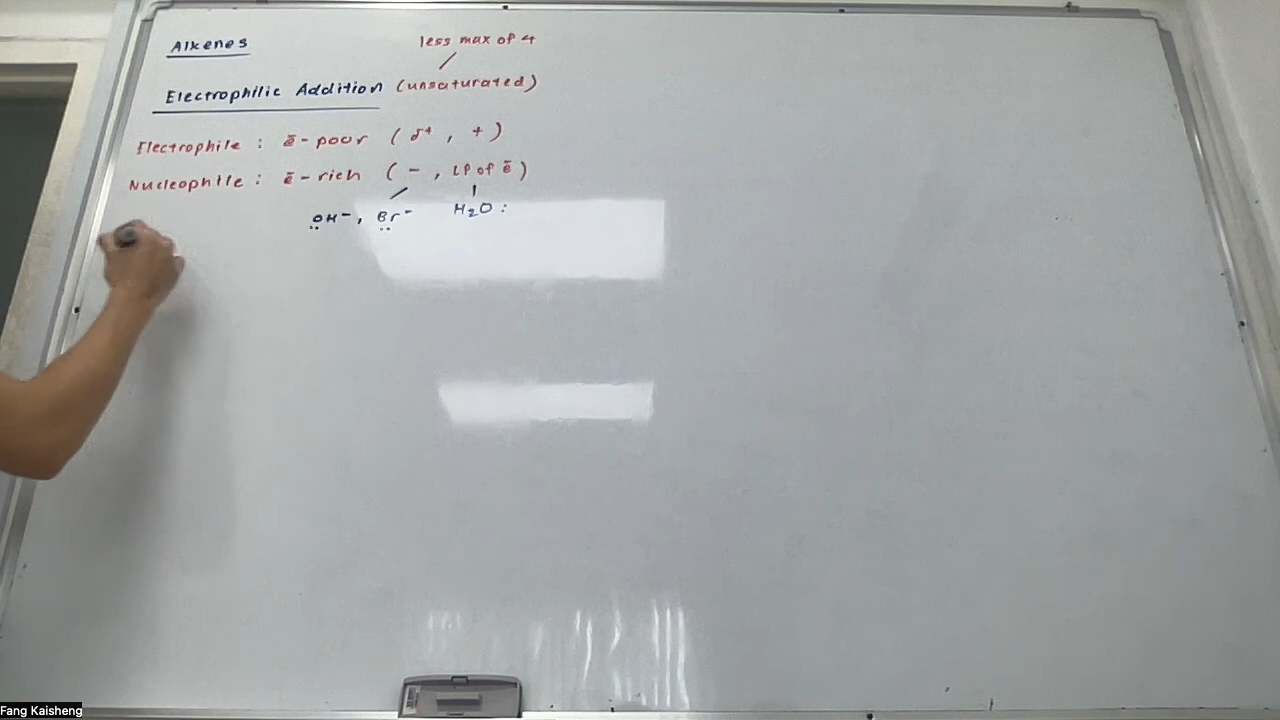 Alkenes
less max of 4
Electrophilic Addition (unsaturated)
Electrophile : ē-poor ( δ+ , + )
Nucleophile : ē-rich ( - , LP of ē )
OH⁻, Br⁻ H₂O:
Fang Kaisheng